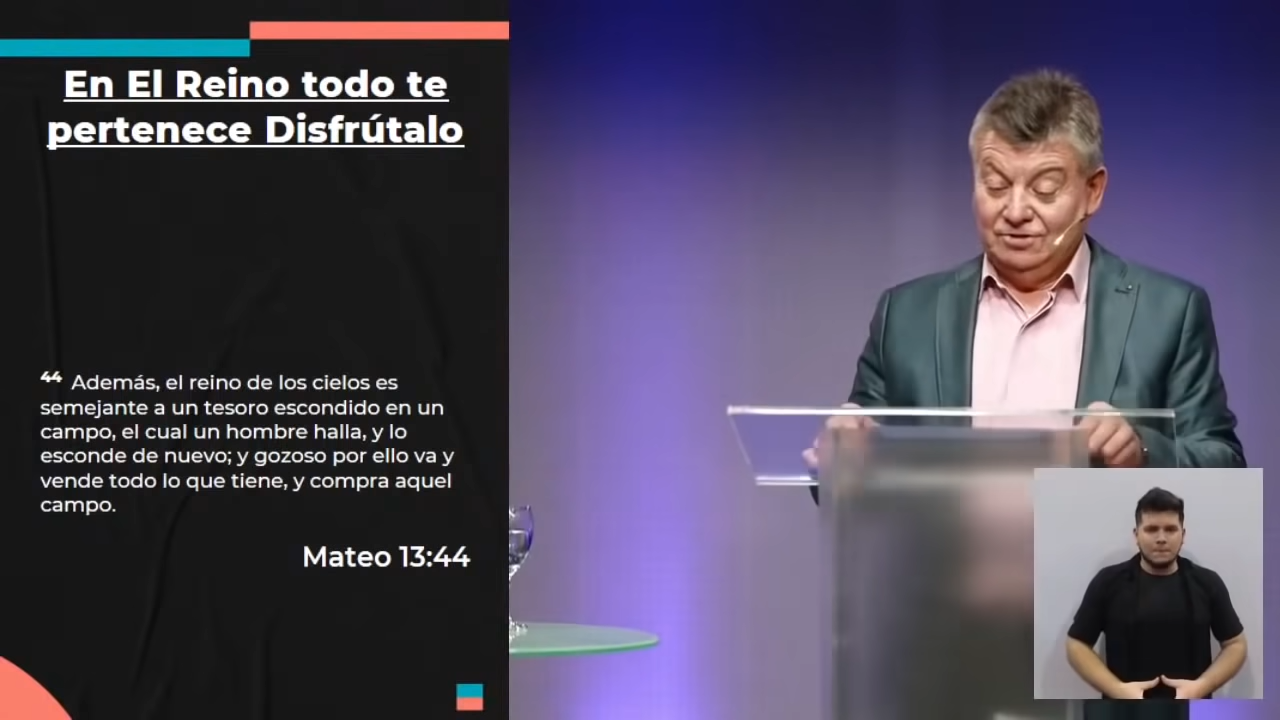 En El Reino todo te
pertenece Disfrútalo
44 Además, el reino de los cielos es
semejante a un tesoro escondido en un
campo, el cual un hombre halla, y lo
esconde de nuevo; y gozoso por ello va y
vende todo lo que tiene, y compra aquel
campo.
Mateo 13:44